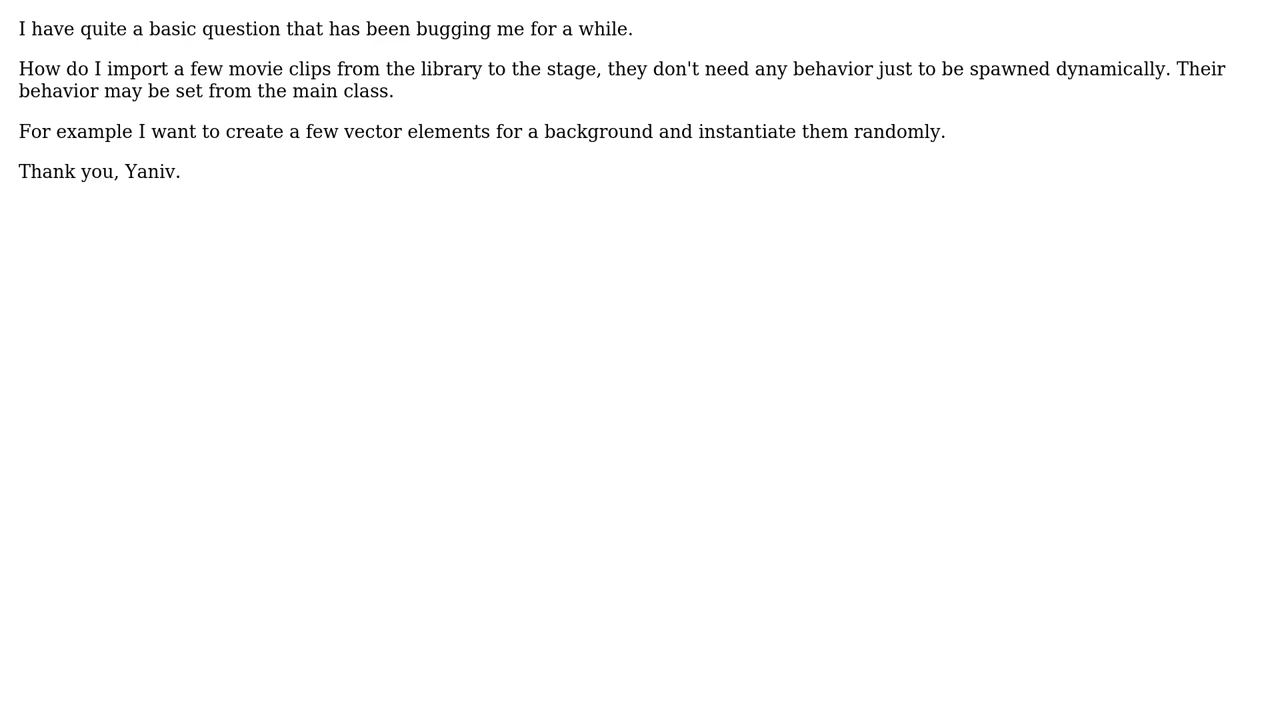 I have quite a basic question that has been bugging me for a while.
How do I import a few movie clips from the library to the stage, they don't need any behavior just to be spawned dynamically. Their
behavior may be set from the main class.
For example I want to create a few vector elements for a background and instantiate them randomly.
Thank you, Yaniv.